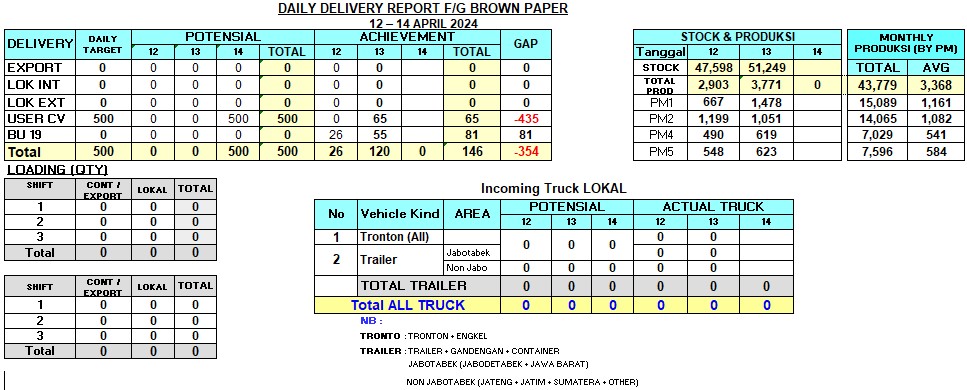 DAILY DELIVERY REPORT F/G BROWN PAPER
12 – 14 APRIL 2024
DELIVERY DAILY TARGET POTENSIAL ACHIEVEMENT GAP
12 13 14 TOTAL 12 13 14 TOTAL
EXPORT 0 0 0 0 0 0 0 0
LOK INT 0 0 0 0 0 0 0 0
LOK EXT 0 0 0 0 0 0 0 0
USER CV 500 0 0 500 500 0 65 65 -435
BU 19 0 0 0 0 0 26 55 81 81
Total 500 0 0 500 500 26 120 0 146 -354
STOCK & PRODUKSI
Tanggal 12 13 14
STOCK 47,598 51,249
TOTAL PROD 2,903 3,771 0
PM1 667 1,478
PM2 1,199 1,051
PM4 490 619
PM5 548 623
MONTHLY
PRODUKSI (BY PM)
TOTAL AVG
43,779 3,368
15,089 1,161
14,065 1,082
7,029 541
7,596 584
LOADING (QTY)
SHIFT CONT / EXPORT LOKAL TOTAL
1 0 0 0
2 0 0 0
3 0 0 0
Total 0 0 0
SHIFT CONT / EXPORT LOKAL TOTAL
1 0 0 0
2 0 0 0
3 0 0 0
Total 0 0 0
Incoming Truck LOKAL
No Vehicle Kind AREA POTENSIAL ACTUAL TRUCK
12 13 14 12 13 14
1 Tronton (All) 0 0 0 0 0
2 Trailer Jabotabek 0 0
Non Jabo 0 0 0 0 0
TOTAL TRAILER 0 0 0 0 0 0
Total ALL TRUCK 0 0 0 0 0 0
NB :
TRONTO : TRONTON + ENGKEL
TRAILER : TRAILER + GANDENGAN + CONTAINER
JABOTABEK (JABODETABEK + JAWA BARAT)
NON JABOTABEK (JATENG + JATIM + SUMATERA + OTHER)